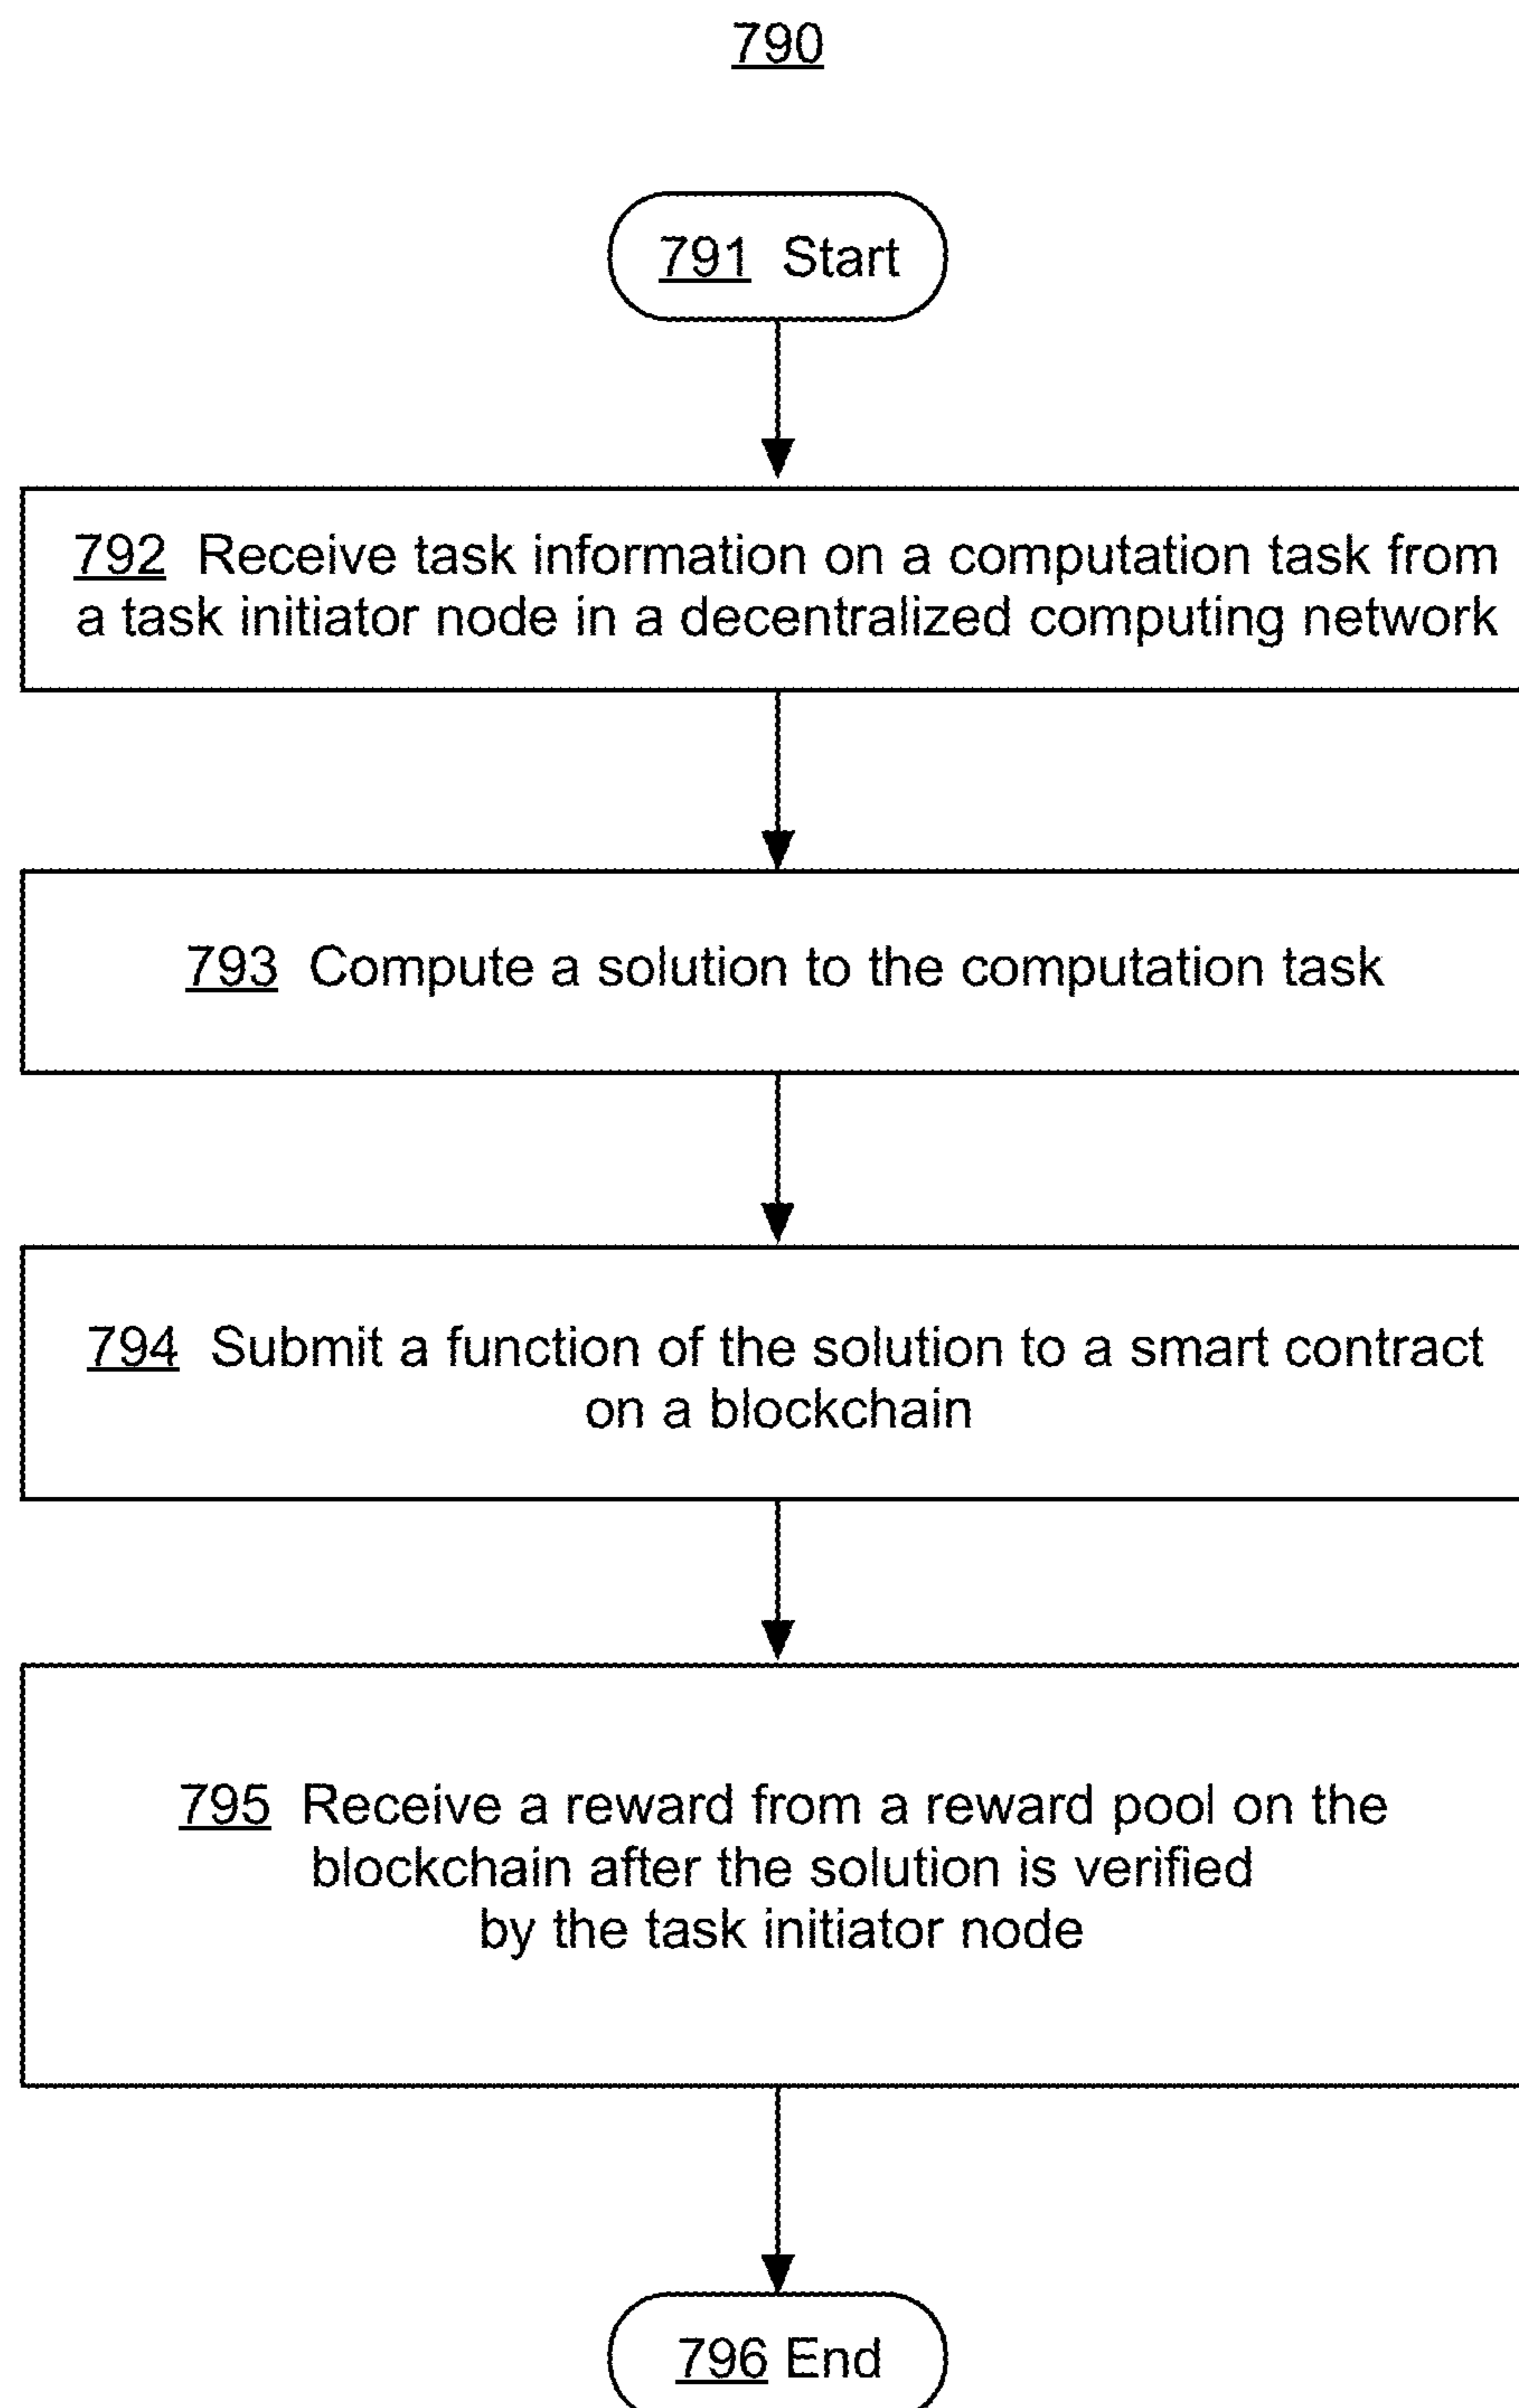 790
791 Start
792 Receive task information on a computation task from
a task initiator node in a decentralized computing network
793 Compute a solution to the computation task
794 Submit a function of the solution to a smart contract
on a blockchain
795 Receive a reward from a reward pool on the
blockchain after the solution is verified
by the task initiator node
796 End